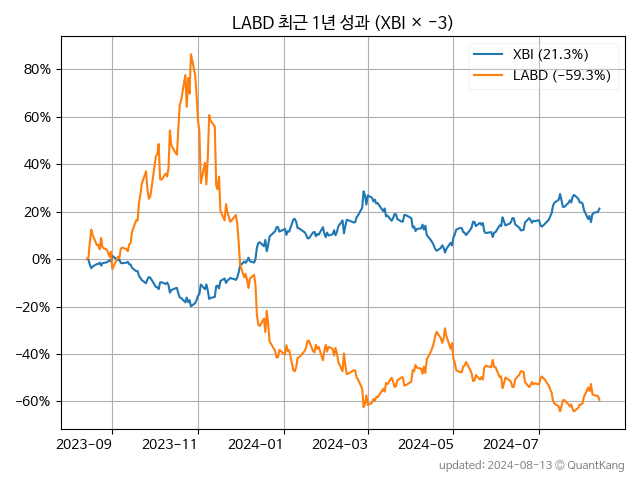 LABD 최근 1년 성과 (XBI × −3)
XBI (21.3%)
LABD (−59.3%)
80%
60%
40%
20%
0%
−20%
−40%
−60%
2023-09 2023-11 2024-01 2024-03 2024-05 2024-07
updated: 2024-08-13 ⓒ QuantKang